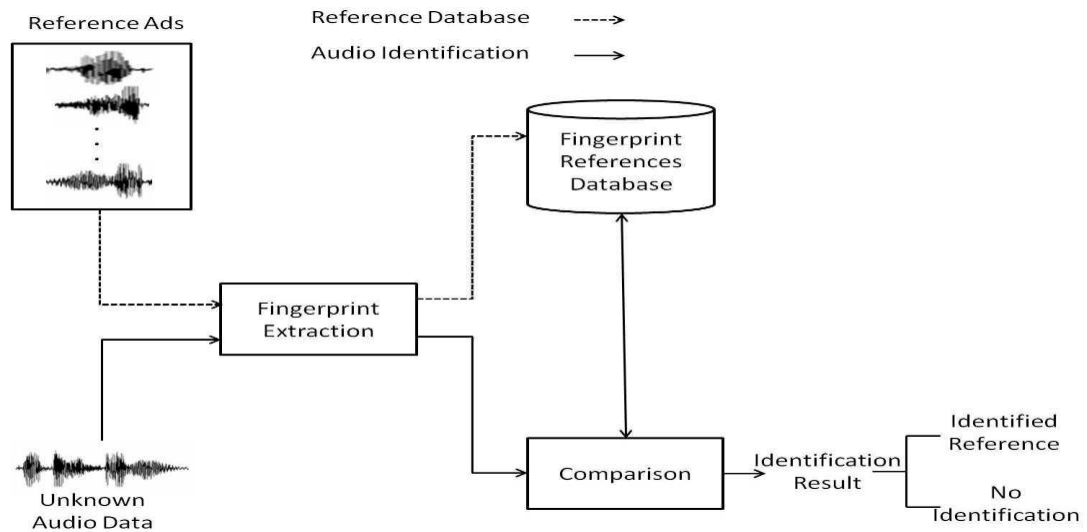 Reference Ads
Reference Database
Audio Identification
Fingerprint
References
Database
Fingerprint
Extraction
Unknown
Audio Data
Comparison
Identification
Result
Identified
Reference
No
Identification